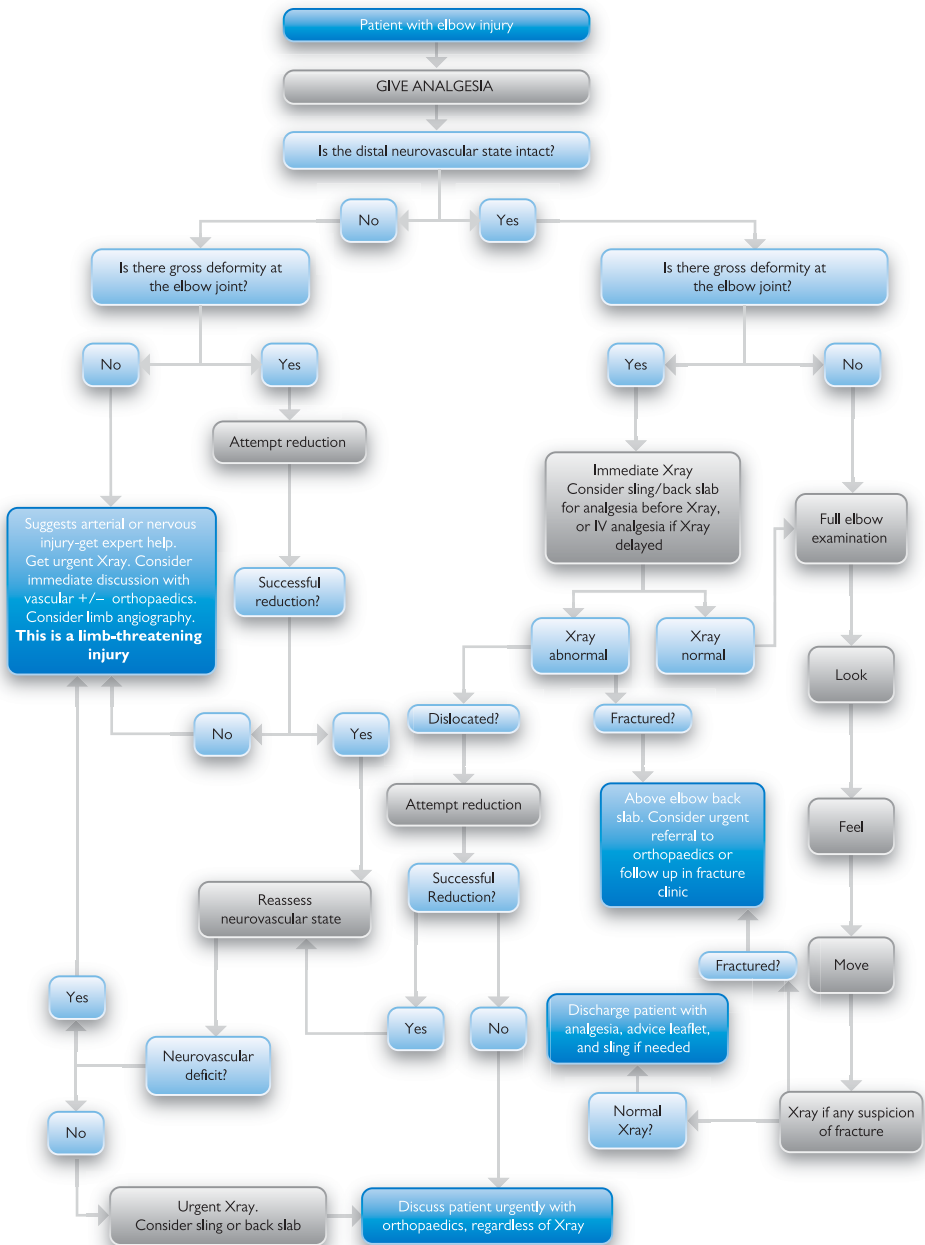 Patient with elbow injury
GIVE ANALGESIA
Is the distal neurovascular state intact?
No
Yes
Is there gross deformity at
the elbow joint?
Is there gross deformity at
the elbow joint?
No
Yes
Yes
No
Attempt reduction
Immediate Xray
Consider sling/back slab
for analgesia before Xray,
or IV analgesia if Xray
delayed
Full elbow
examination
Suggests arterial or nervous
injury-get expert help.
Get urgent Xray. Consider
immediate discussion with
vascular +/– orthopaedics.
Consider limb angiography.
This is a limb-threatening
injury
Successful
reduction?
Xray
abnormal
Xray
normal
Look
No
Yes
Dislocated?
Fractured?
Attempt reduction
Above elbow back
slab. Consider urgent
referral to
orthopaedics or
follow up in fracture
clinic
Feel
Successful
Reduction?
Reassess
neurovascular state
Move
Fractured?
Yes
Yes
No
Discharge patient with
analgesia, advice leaflet,
and sling if needed
Neurovascular
deficit?
No
Normal
Xray?
Xray if any suspicion
of fracture
Urgent Xray.
Consider sling or back slab
Discuss patient urgently with
orthopaedics, regardless of Xray